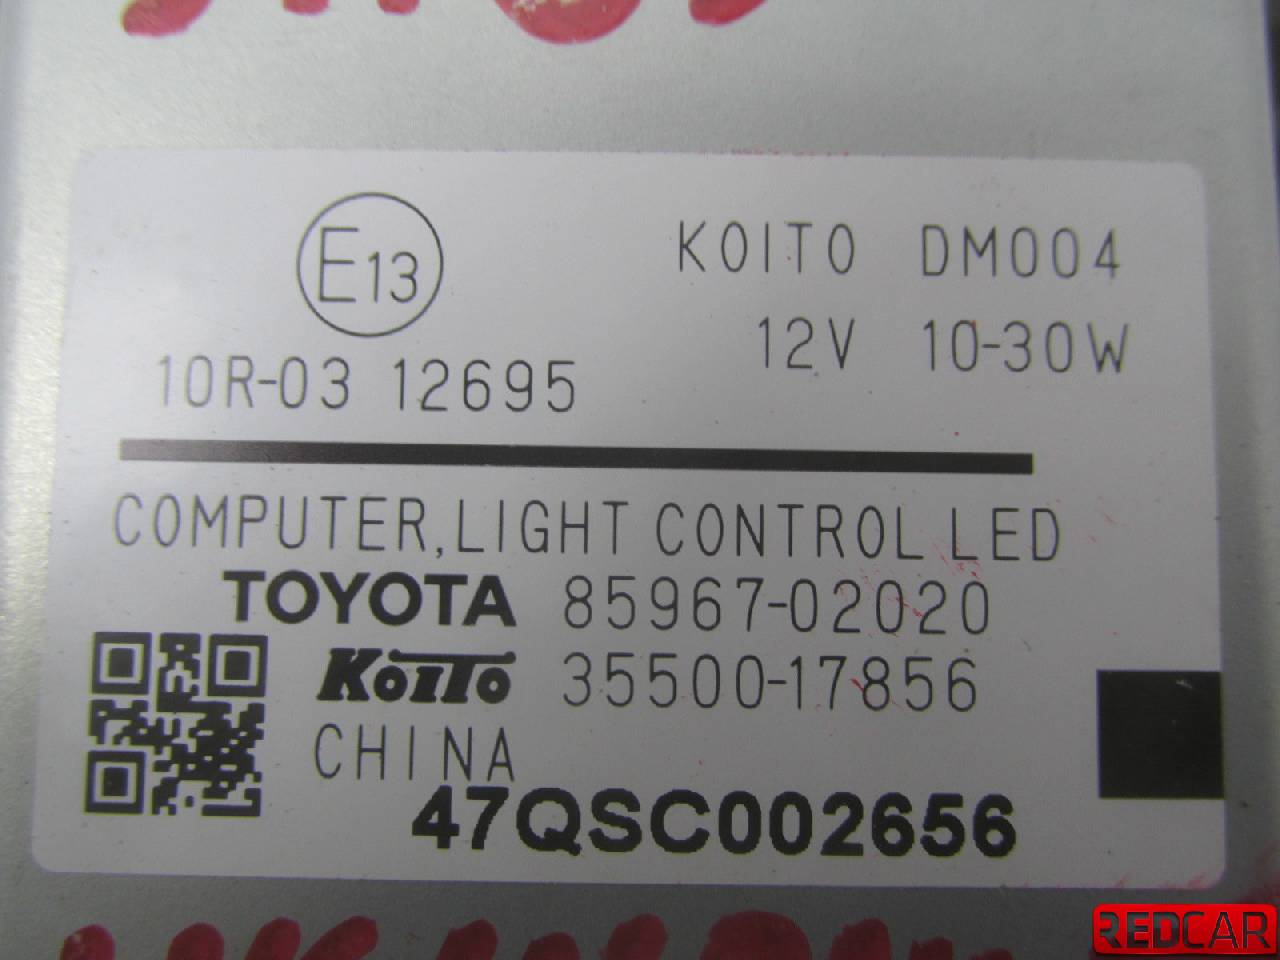 E13
KOITO DM004
12V 10-30W
10R-03 12695
COMPUTER,LIGHT CONTROL LED
TOYOTA 85967-02020
KOITO 35500-17856
CHINA
47QSC002656
REDCAR